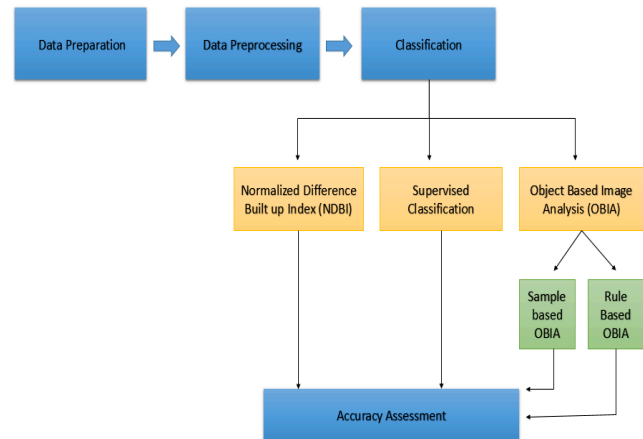 Data Preparation
Data Preprocessing
Classification
Normalized Difference
Built up Index (NDBI)
Supervised
Classification
Object Based Image
Analysis (OBIA)
Sample
based
OBIA
Rule
Based
OBIA
Accuracy Assessment